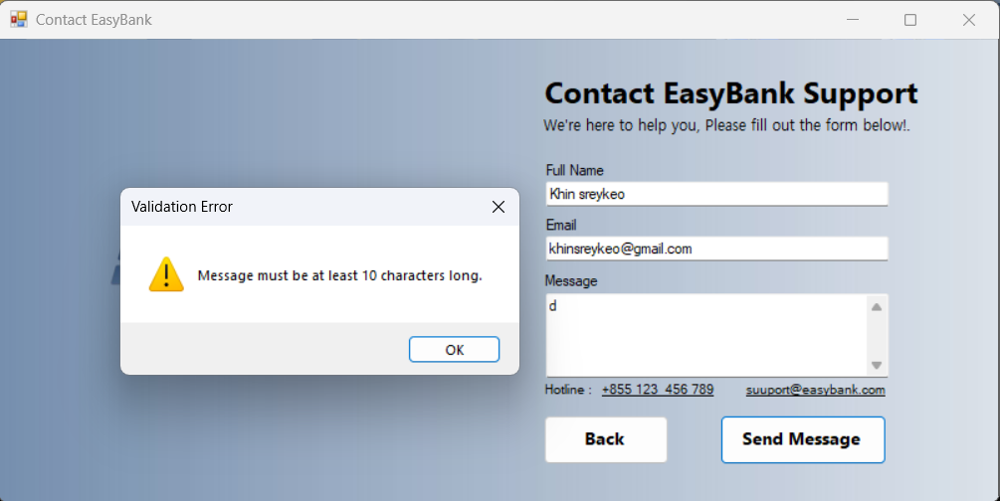 Contact EasyBank
Contact EasyBank Support
We're here to help you, Please fill out the form below!.
Full Name
Khin sreykeo
Email
khinsreykeo@gmail.com
Message
d
Hotline : +855 123 456 789 suuport@easybank.com
Back Send Message
Validation Error
Message must be at least 10 characters long.
OK